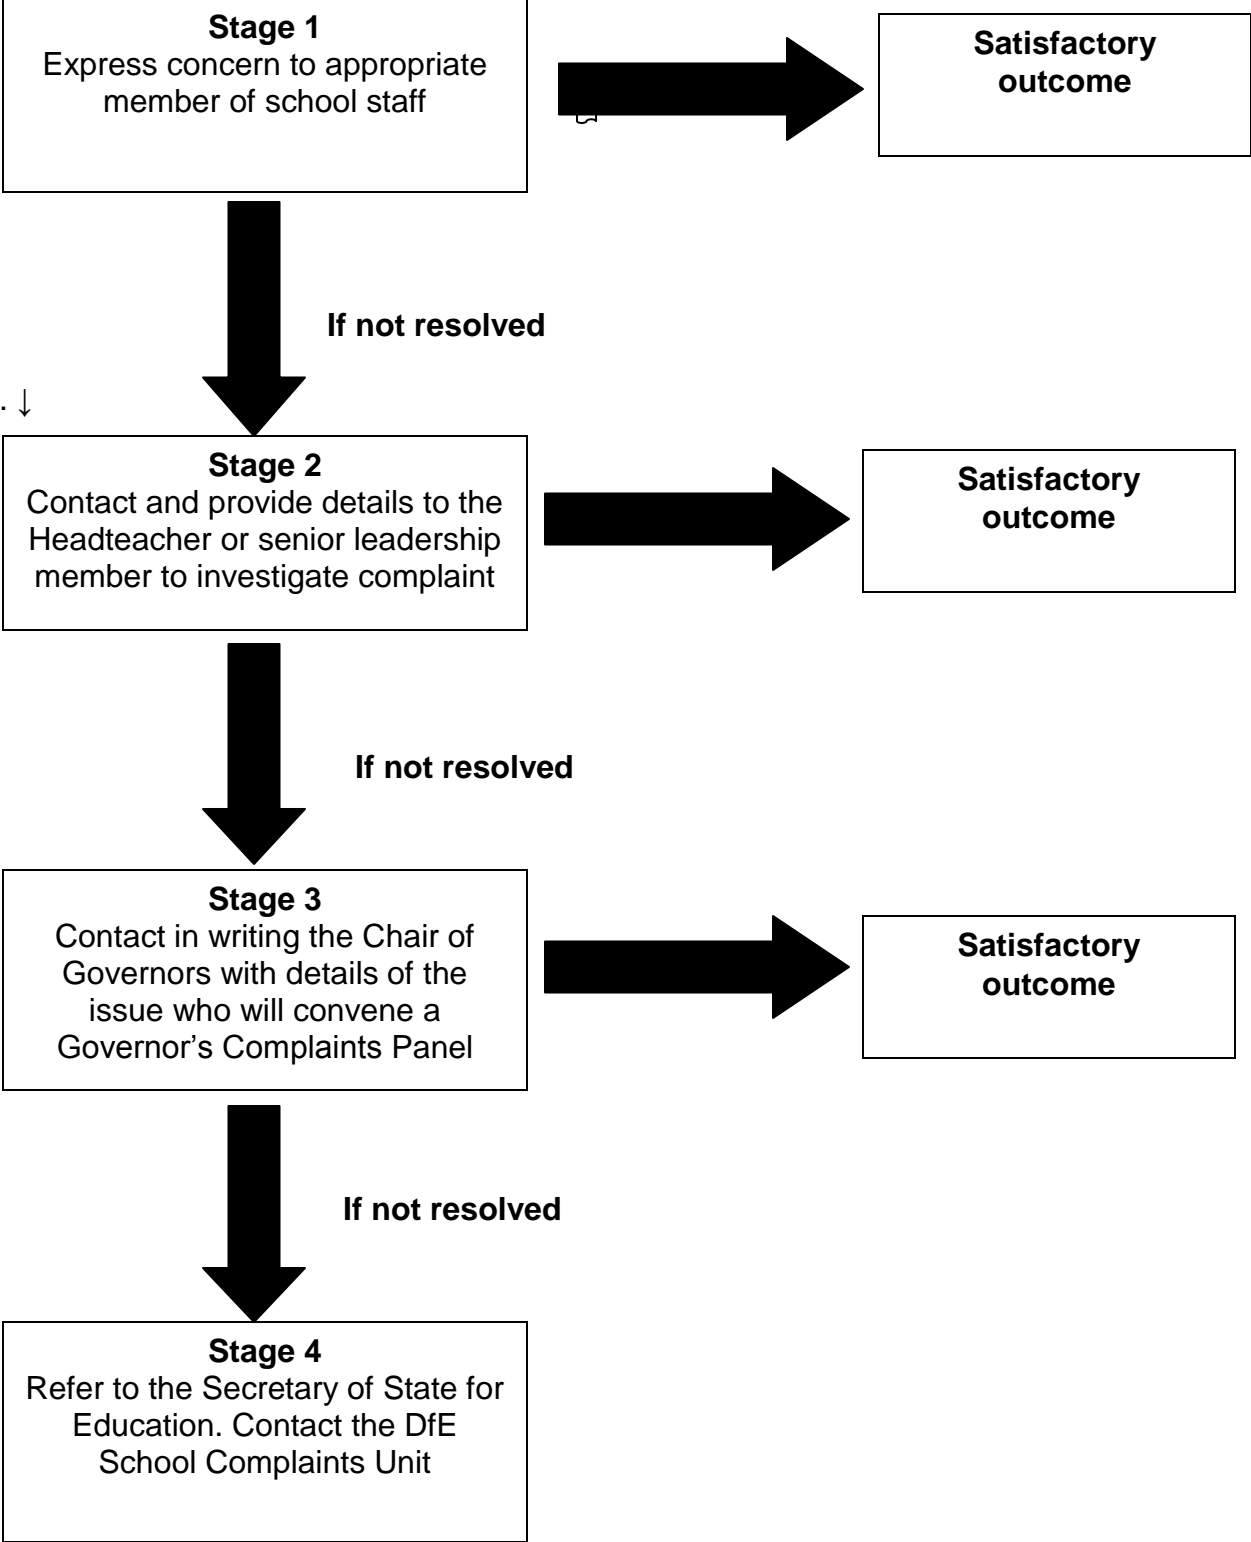 Stage 1
Express concern to appropriate
member of school staff
Satisfactory
outcome
If not resolved
. ↓
Stage 2
Contact and provide details to the
Headteacher or senior leadership
member to investigate complaint
Satisfactory
outcome
If not resolved
Stage 3
Contact in writing the Chair of
Governors with details of the
issue who will convene a
Governor’s Complaints Panel
Satisfactory
outcome
If not resolved
Stage 4
Refer to the Secretary of State for
Education. Contact the DfE
School Complaints Unit